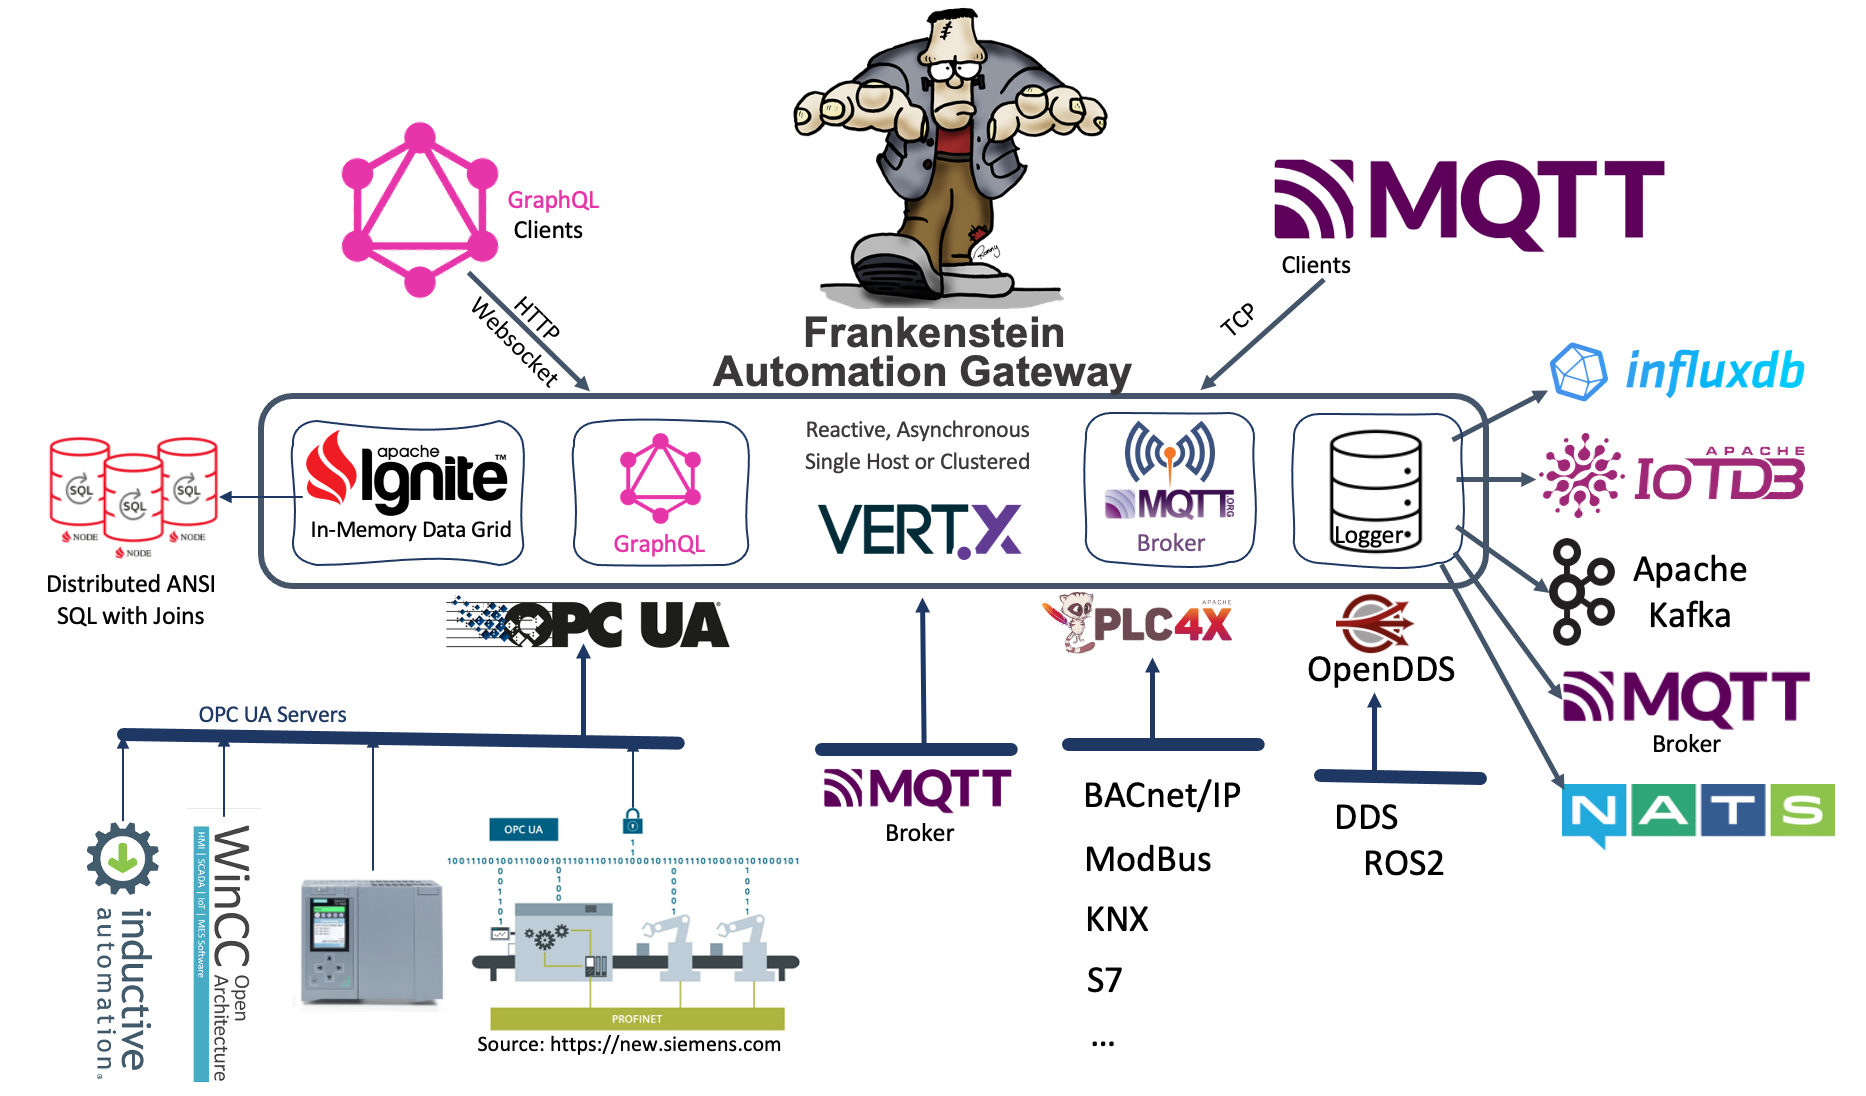 GraphQL
Clients
HTTP
Websocket
Ronny
Frankenstein
Automation Gateway
MQTT
Clients
TCP
apache
Ignite™
In-Memory Data Grid
GraphQL
Reactive, Asynchronous
Single Host or Clustered
VERT.X
MQTT.ORG
Broker
Logger
SQL
SQL
SQL
NODE
NODE
NODE
Distributed ANSI
SQL with Joins
influxdb
APACHE
IoTDB
Apache
Kafka
MQTT
Broker
NATS
OPC UA
APACHE
PLC4X
OpenDDS
OPC UA Servers
MQTT
Broker
BACnet/IP
ModBus
KNX
S7
...
DDS
ROS2
inductive
automation
WinCC Open
Architecture
HMI | SCADA | IoT | MES Software
OPC UA
PROFINET
Source: https://new.siemens.com